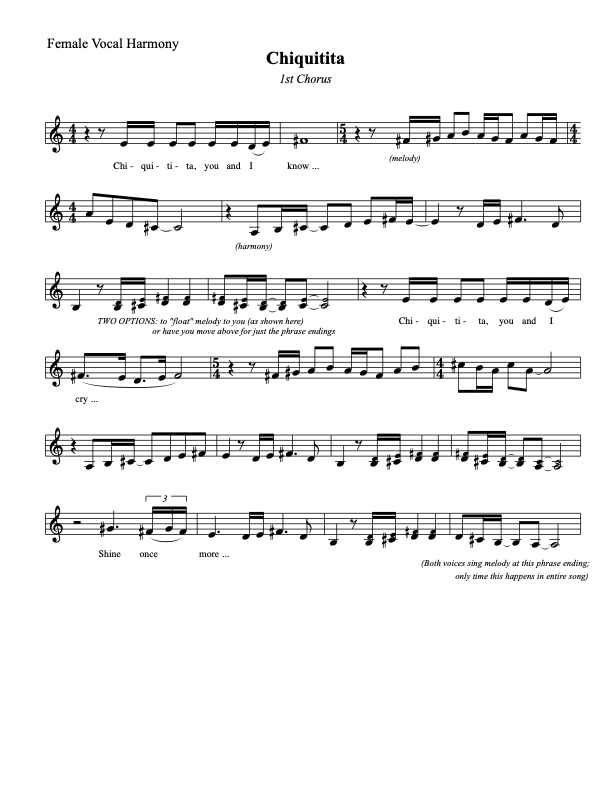 Female Vocal Harmony
Chiquitita
1st Chorus
Chi - qui - ti - ta, you and I know ...
(melody)
(harmony)
TWO OPTIONS: to "float" melody to you (as shown here)
or have you move above for just the phrase endings
Chi - qui - ti - ta, you and I
cry ...
3
Shine once more ...
(Both voices sing melody at this phrase ending;
only time this happens in entire song)